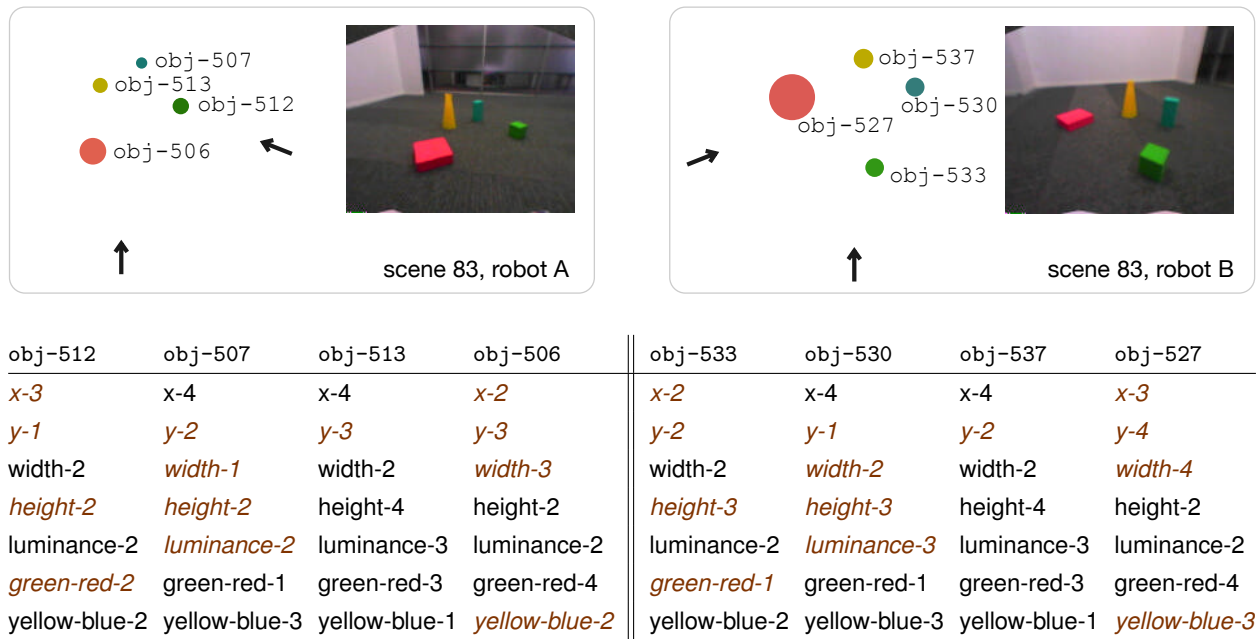 obj-507
obj-513
obj-512
obj-506
scene 83, robot A
obj-537
obj-530
obj-527
obj-533
scene 83, robot B
obj-512 obj-507 obj-513 obj-506 obj-533 obj-530 obj-537 obj-527
x-3 x-4 x-4 x-2 x-2 x-4 x-4 x-3
y-1 y-2 y-3 y-3 y-2 y-1 y-2 y-4
width-2 width-1 width-2 width-3 width-2 width-2 width-2 width-4
height-2 height-2 height-4 height-2 height-3 height-3 height-4 height-2
luminance-2 luminance-2 luminance-3 luminance-2 luminance-2 luminance-3 luminance-3 luminance-2
green-red-2 green-red-1 green-red-3 green-red-4 green-red-1 green-red-1 green-red-3 green-red-4
yellow-blue-2 yellow-blue-3 yellow-blue-1 yellow-blue-2 yellow-blue-2 yellow-blue-3 yellow-blue-1 yellow-blue-3